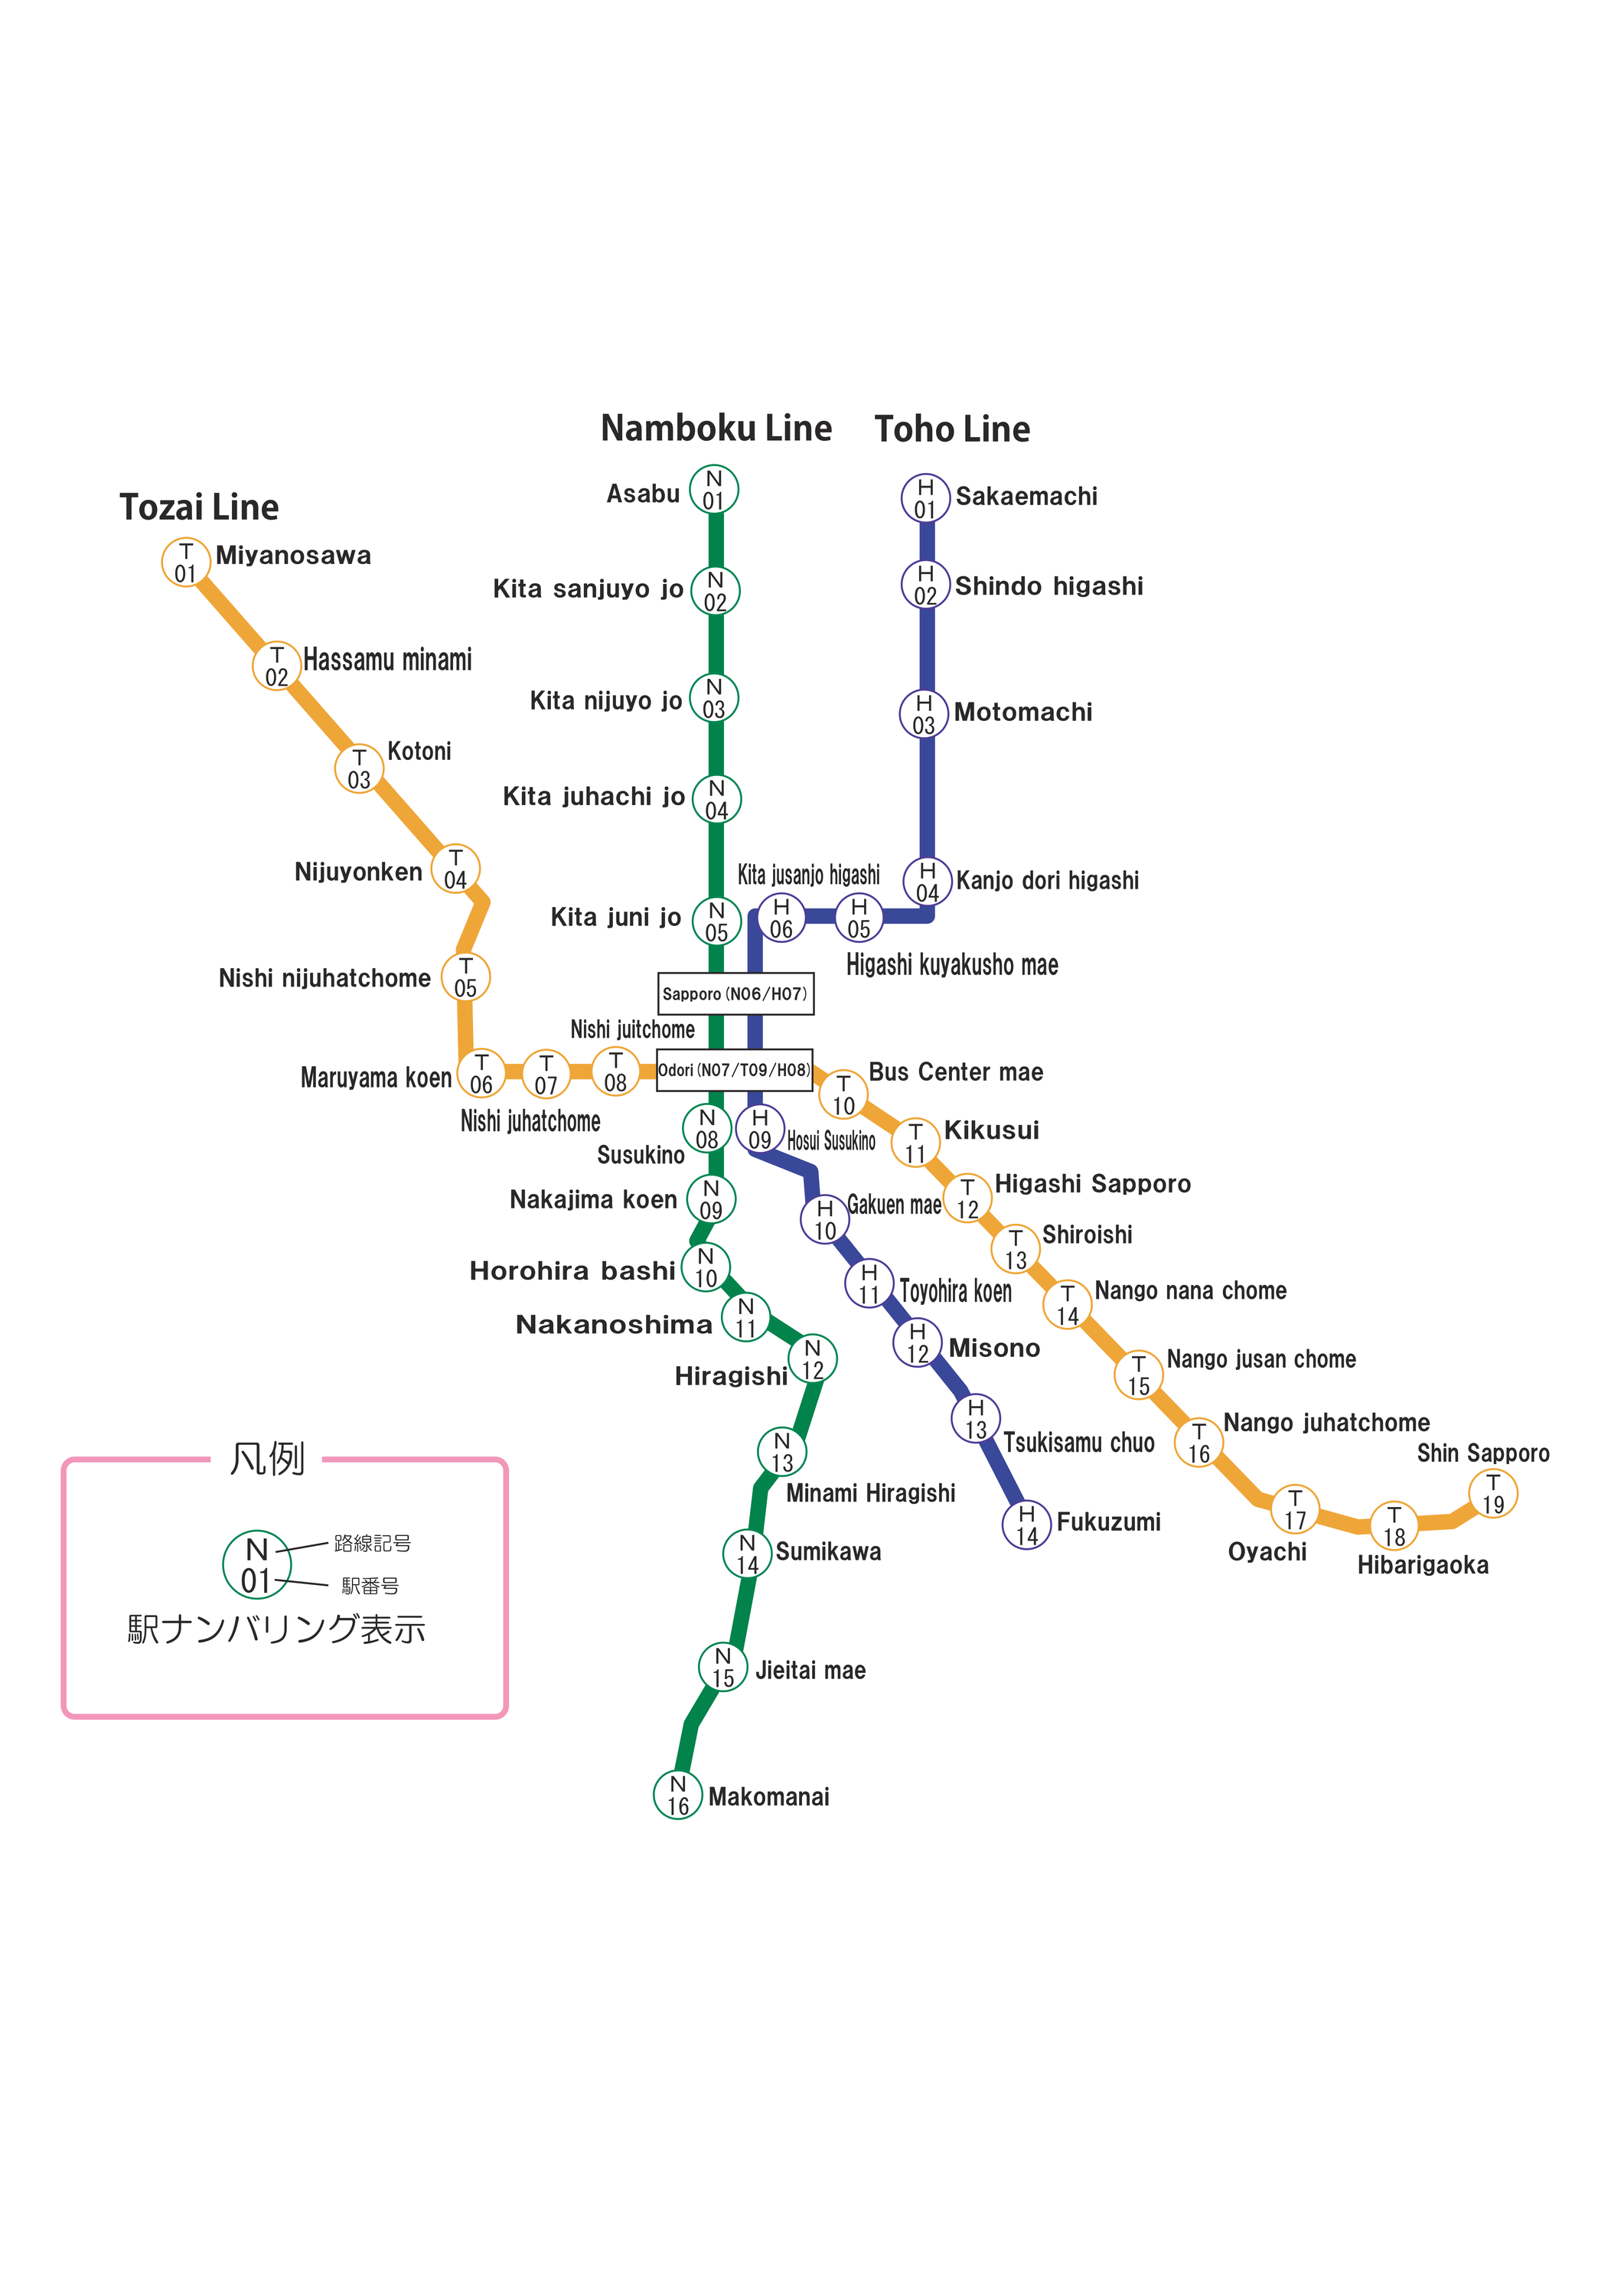 Namboku Line
Toho Line
Tozai Line
N
01
Asabu
H
01
Sakaemachi
T
01
Miyanosawa
N
02
Kita sanjuyo jo
H
02
Shindo higashi
T
02
Hassamu minami
N
03
Kita nijuyo jo
H
03
Motomachi
T
03
Kotoni
N
04
Kita juhachi jo
T
04
Nijuyonken
H
04
Kanjo dori higashi
Kita jusanjo higashi
N
05
Kita juni jo
H
06
H
05
Higashi kuyakusho mae
T
05
Nishi nijuhatchome
Sapporo (N06/H07)
Nishi juitchome
Odori (N07/T09/H08)
Maruyama koen
T
06
T
07
T
08
Nishi juhatchome
T
10
Bus Center mae
N
08
Susukino
H
09
Hosui Susukino
T
11
Kikusui
N
09
Nakajima koen
H
10
Gakuen mae
T
12
Higashi Sapporo
T
13
Shiroishi
N
10
Horohira bashi
H
11
Toyohira koen
T
14
Nango nana chome
N
11
Nakanoshima
H
12
Misono
N
12
Hiragishi
T
15
Nango jusan chome
H
13
Tsukisamu chuo
T
16
Nango juhatchome
N
13
Minami Hiragishi
Shin Sapporo
T
19
T
17
Oyachi
T
18
Hibarigaoka
H
14
Fukuzumi
N
14
Sumikawa
N
15
Jieitai mae
N
16
Makomanai
凡例
N
01
路線記号
駅番号
駅ナンバリング表示